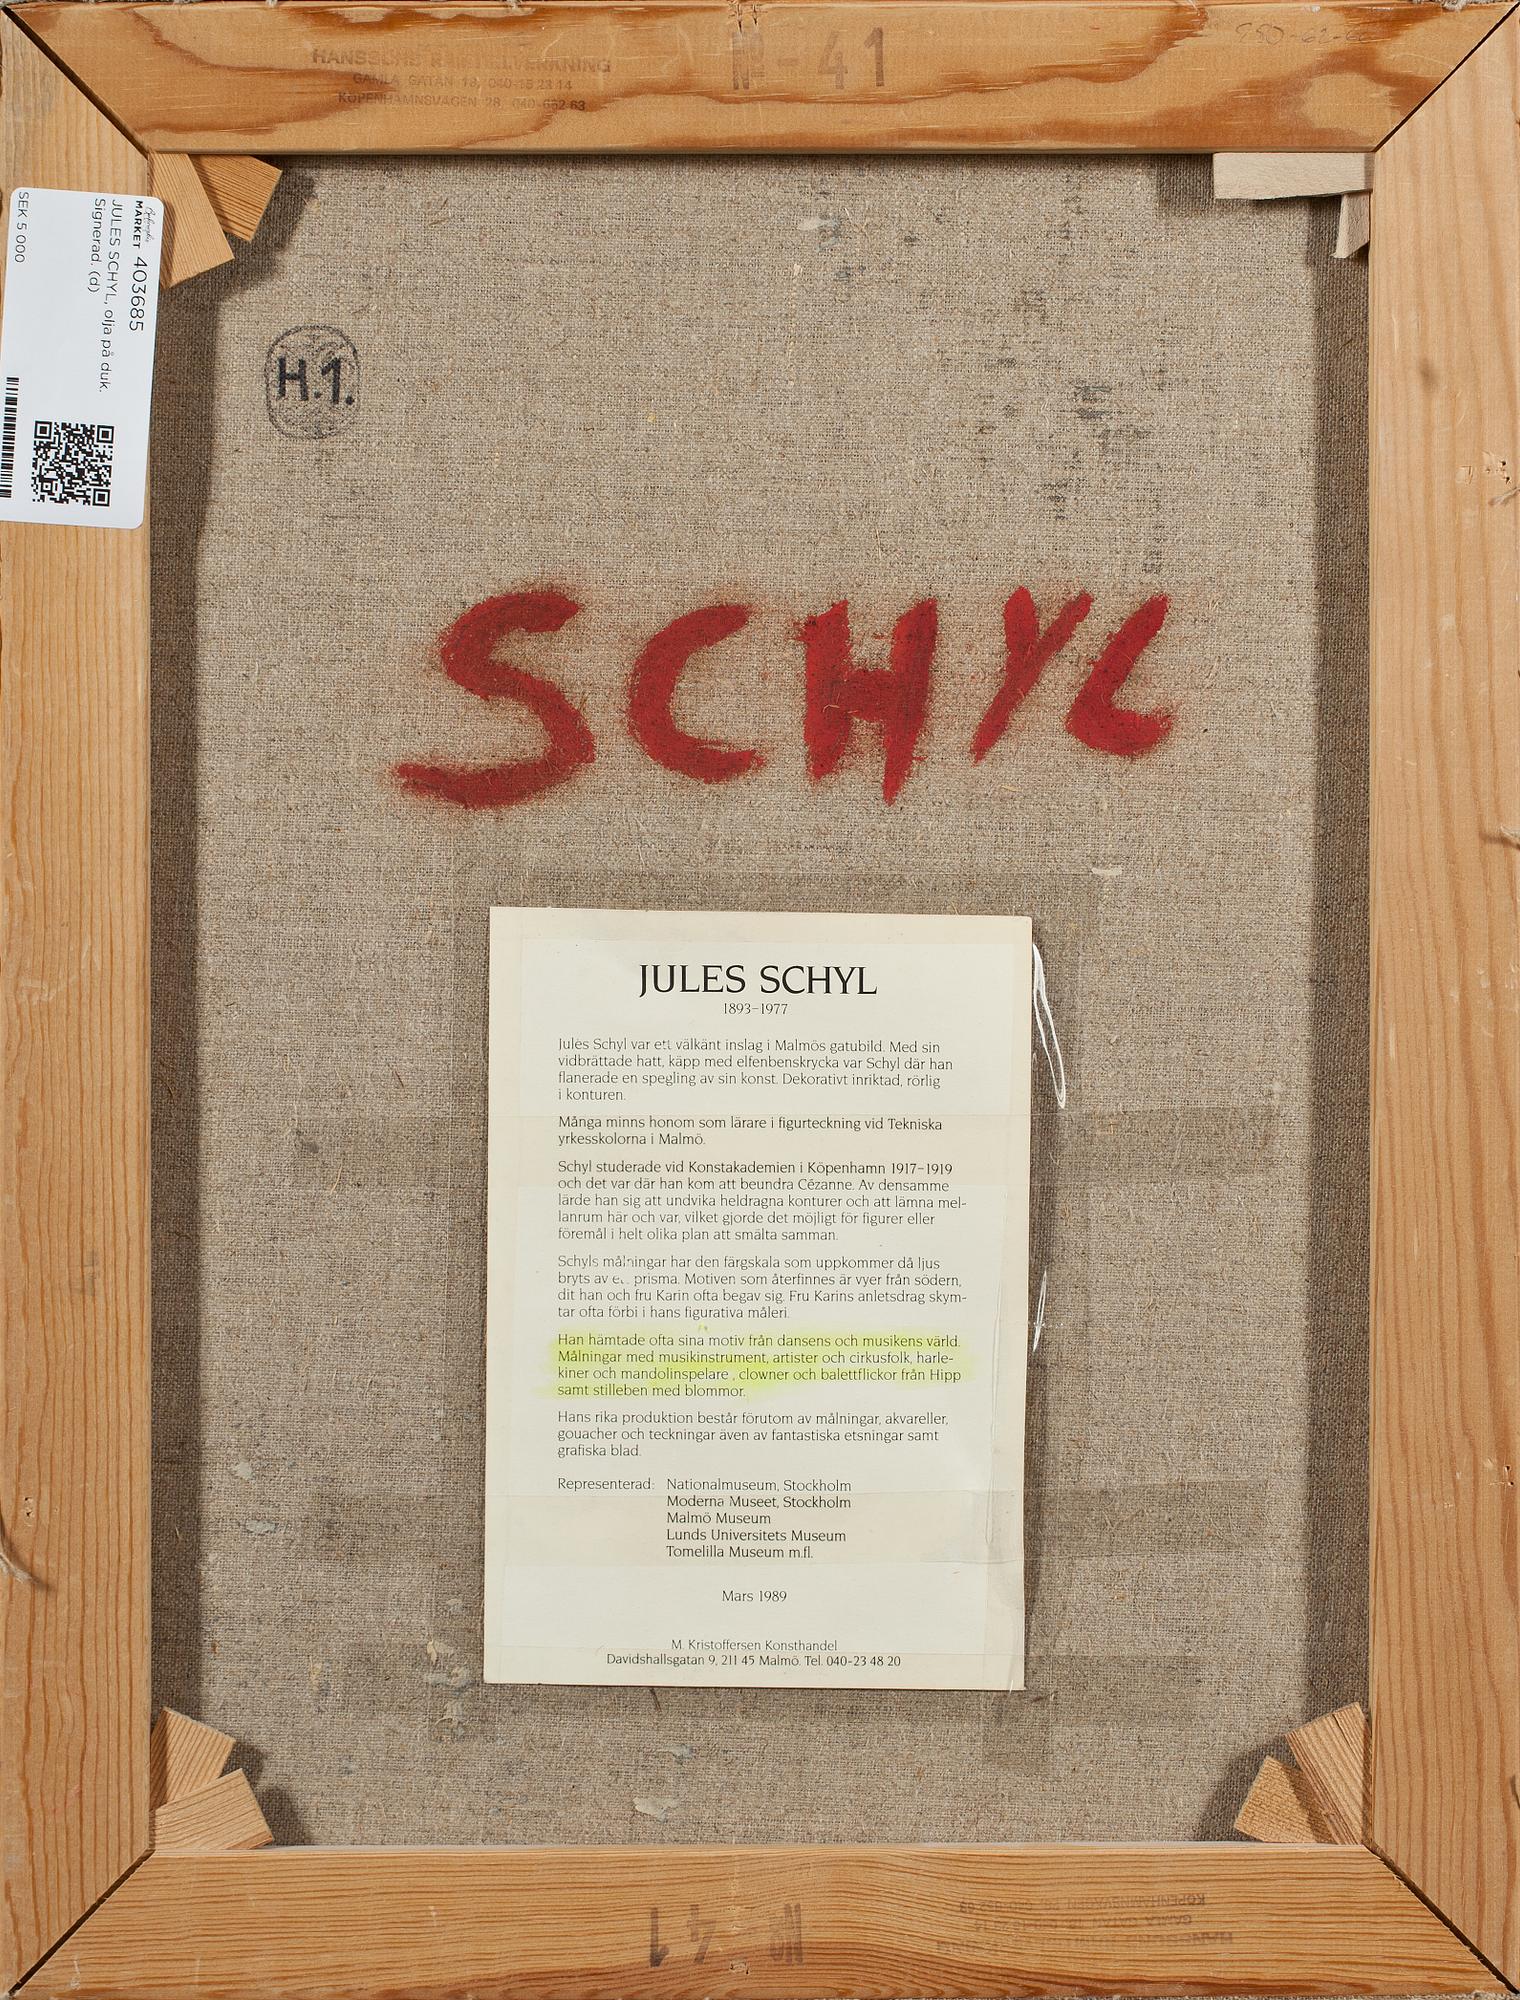 HANSSONS RAMTILLVERKNING
GAMLA GATAN 18, 040-15 23 14
KÖPENHAMNSVÄGEN 28 040-662 63
No-41
MARKET 403685
JULES SCHYL, olja på duk.
Signerad. (d)
SEK 5 000
H.1.
SCHYL
JULES SCHYL
1893–1977
Jules Schyl var ett välkänt inslag i Malmös gatubild. Med sin
vidbrättade hatt, käpp med elfenbenskrycka var Schyl där han
flanerade en spegling av sin konst. Dekorativt inriktad, rörlig
i konturen.
Många minns honom som lärare i figurteckning vid Tekniska
yrkesskolorna i Malmö.
Schyl studerade vid Konstakademien i Köpenhamn 1917–1919
och det var där han kom att beundra Cézanne. Av densamme
lärde han sig att undvika heldragna konturer och att lämna mel-
lanrum här och var, vilket gjorde det möjligt för figurer eller
föremål i helt olika plan att smälta samman.
Schyls målningar har den färgskala som uppkommer då ljus
bryts av en prisma. Motiven som återfinnes är vyer från södern,
dit han och fru Karin ofta begav sig. Fru Karins anletsdrag skym-
tar ofta förbi i hans figurativa måleri.
Han hämtade ofta sina motiv från dansens och musikens värld.
Målningar med musikinstrument, artister och cirkusfolk, harle-
kiner och mandolinspelare , clowner och balettflickor från Hipp
samt stilleben med blommor.
Hans rika produktion består förutom av målningar, akvareller,
gouacher och teckningar även av fantastiska etsningar samt
grafiska blad.
Representerad: Nationalmuseum, Stockholm
Moderna Museet, Stockholm
Malmö Museum
Lunds Universitets Museum
Tomelilla Museum m.fl.
Mars 1989
M. Kristoffersen Konsthandel
Davidshallsgatan 9, 211 45 Malmö. Tel. 040-23 48 20
No-41